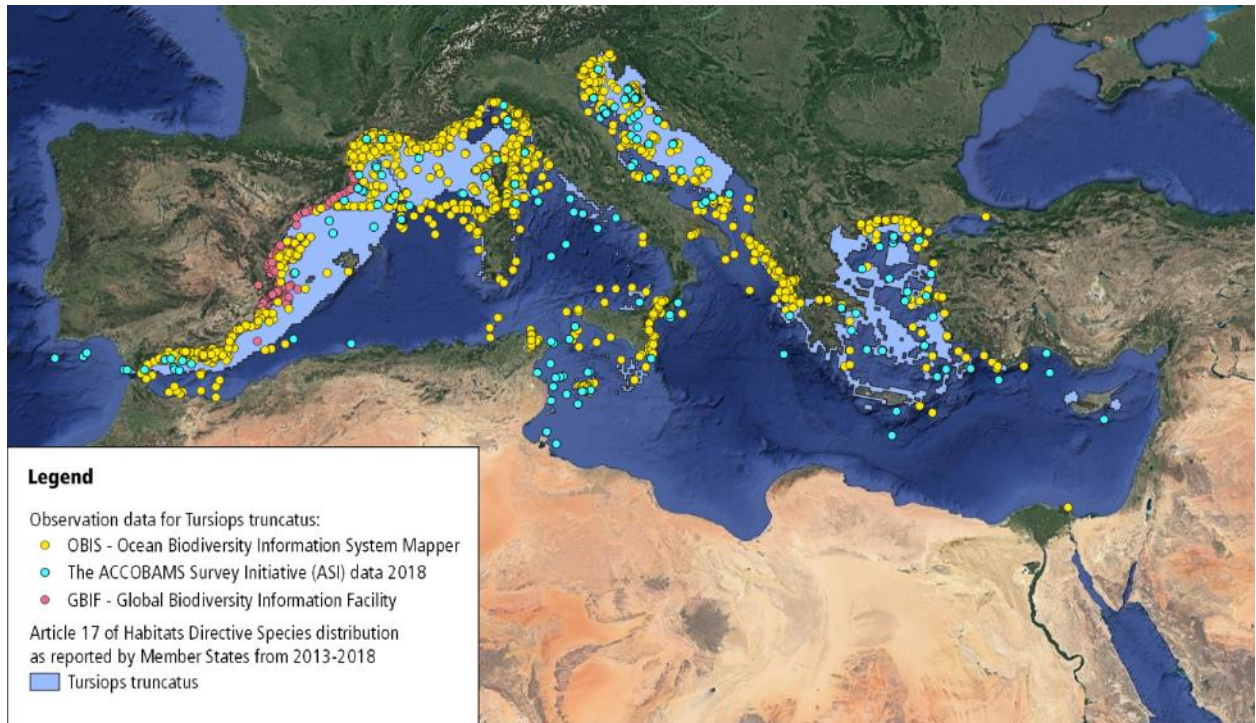 Legend
Observation data for Tursiops truncatus:
OBIS - Ocean Biodiversity Information System Mapper
The ACCOBAMS Survey Initiative (ASI) data 2018
GBIF - Global Biodiversity Information Facility
Article 17 of Habitats Directive Species distribution
as reported by Member States from 2013-2018
Tursiops truncatus